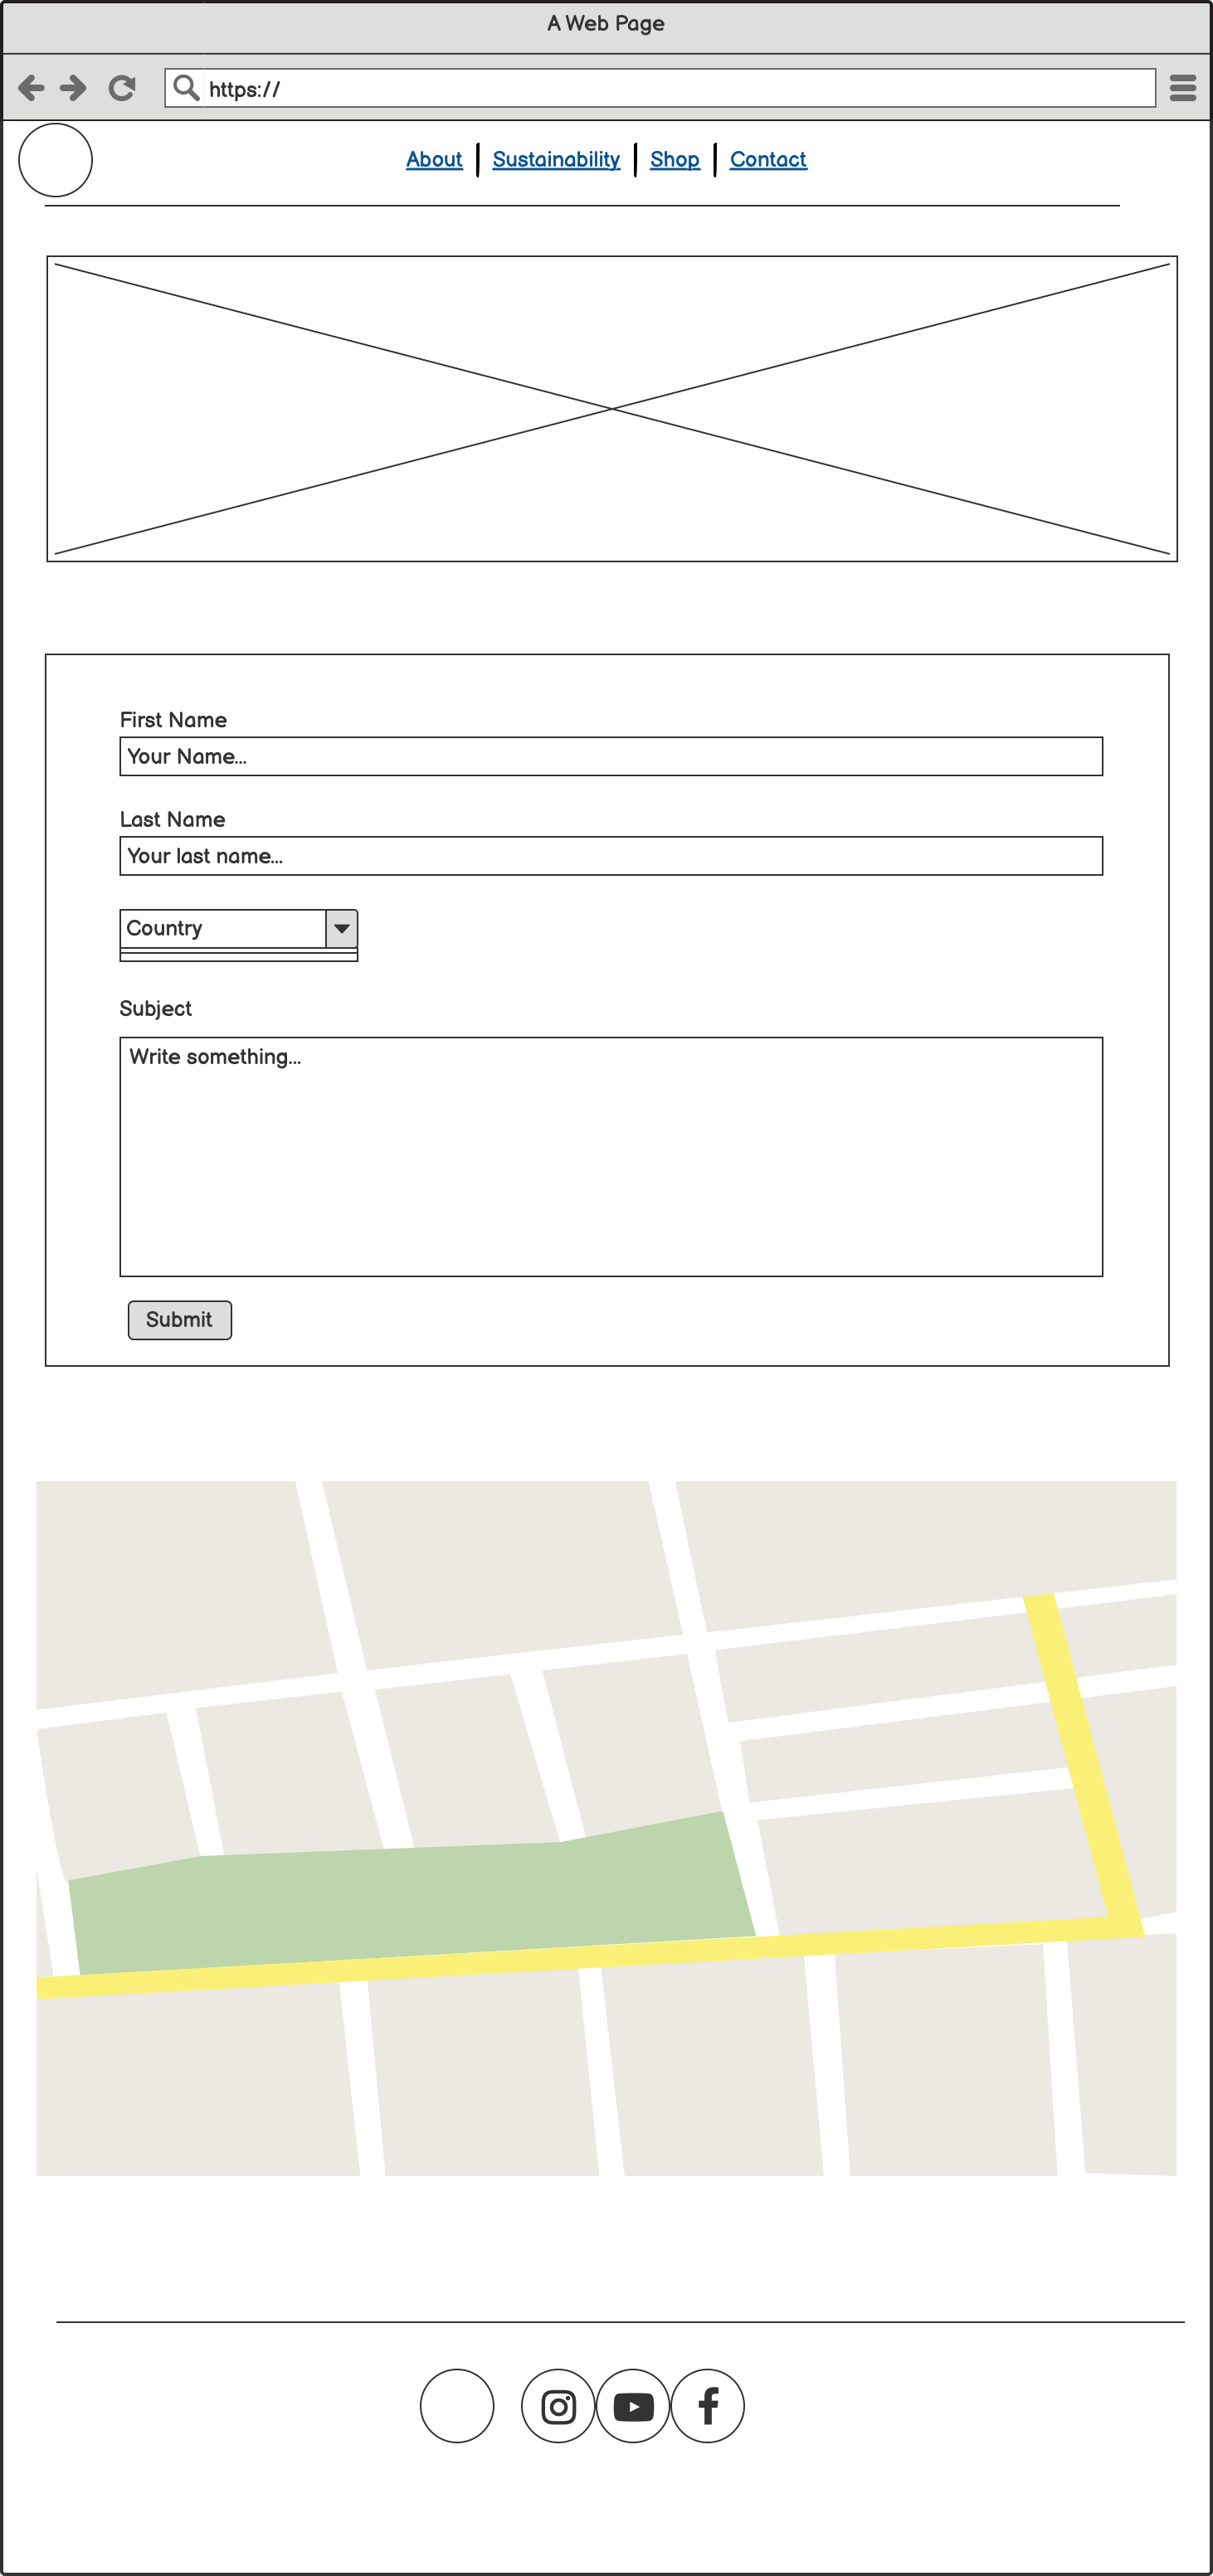 A Web Page
https://
About Sustainability Shop Contact
First Name
Your Name...
Last Name
Your last name...
Country
Subject
Write something...
Submit